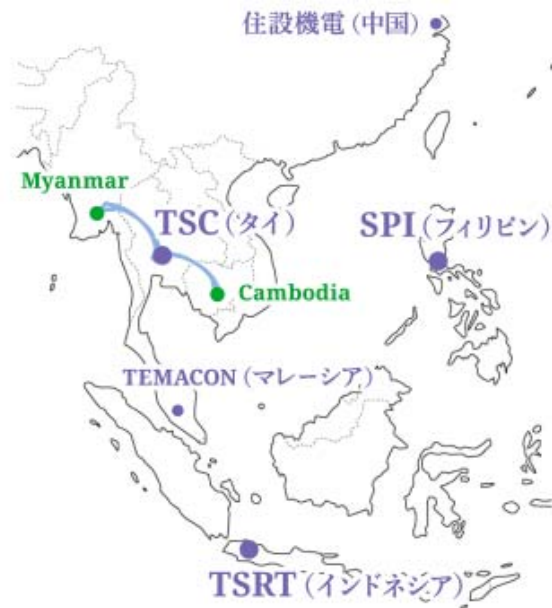 住設機電（中国）
Myanmar
TSC（タイ）
SPI（フィリピン）
Cambodia
TEMACON（マレーシア）
TSRT（インドネシア）